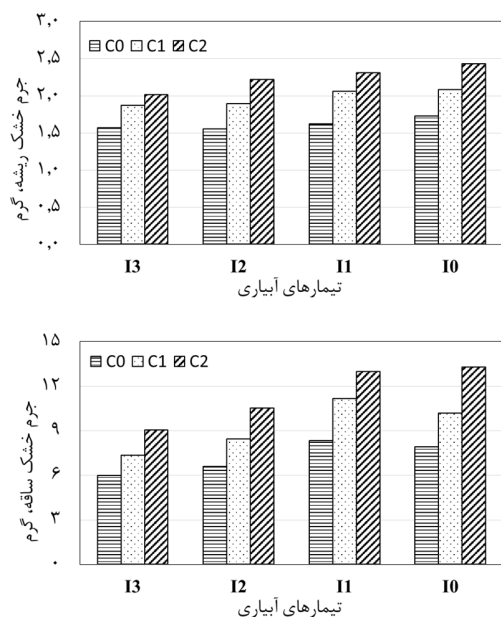 ۳,۰
C0 C1 C2
۲,۵
۲,۰
۱,۵
۱,۰
۰,۵
۰,۰
جرم خشک ریشه، گرم
I3 I2 I1 I0
تیمارهای آبیاری
۱۵
C0 C1 C2
۱۲
۹
۶
۳
۰
جرم خشک ساقه، گرم
I3 I2 I1 I0
تیمارهای آبیاری